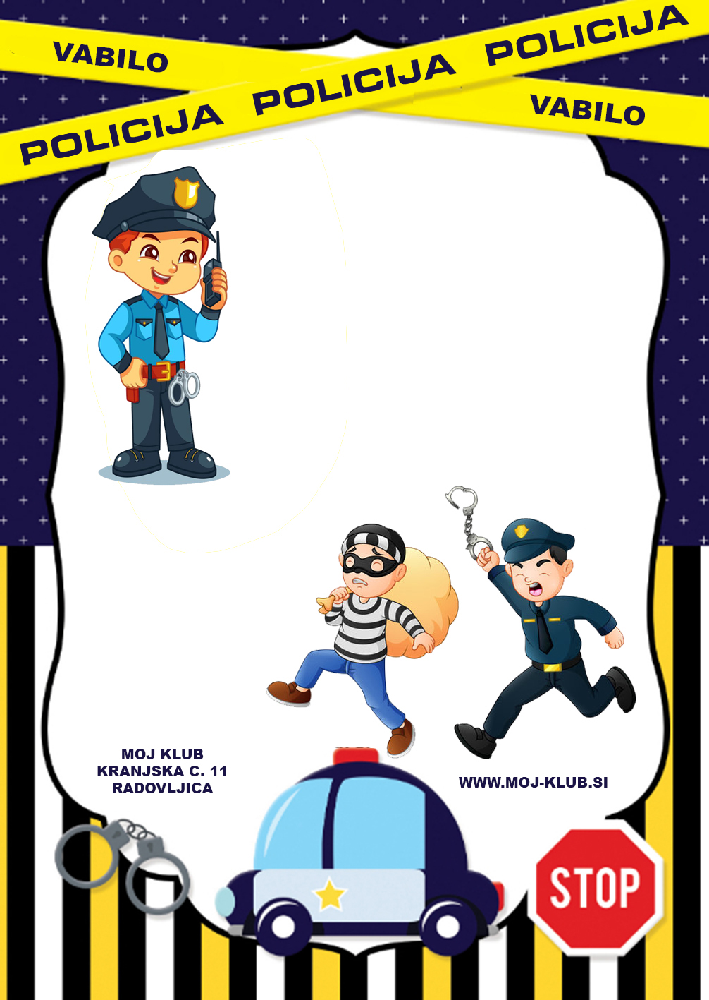 VABILO
POLICIJA POLICIJA POLICIJA
VABILO
MOJ KLUB
KRANJSKA C. 11
RADOVLJICA
WWW.MOJ-KLUB.SI
STOP